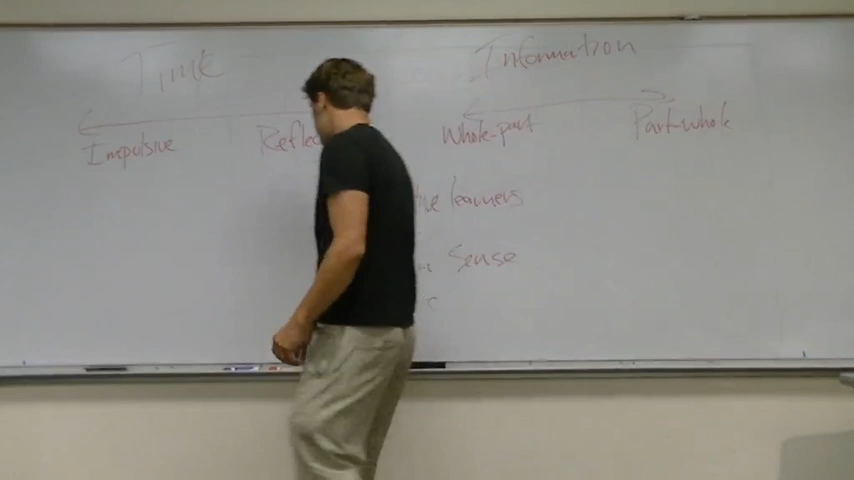 Time Information
Impulsive Reflec Whole-part Part-whole
learners
Sense